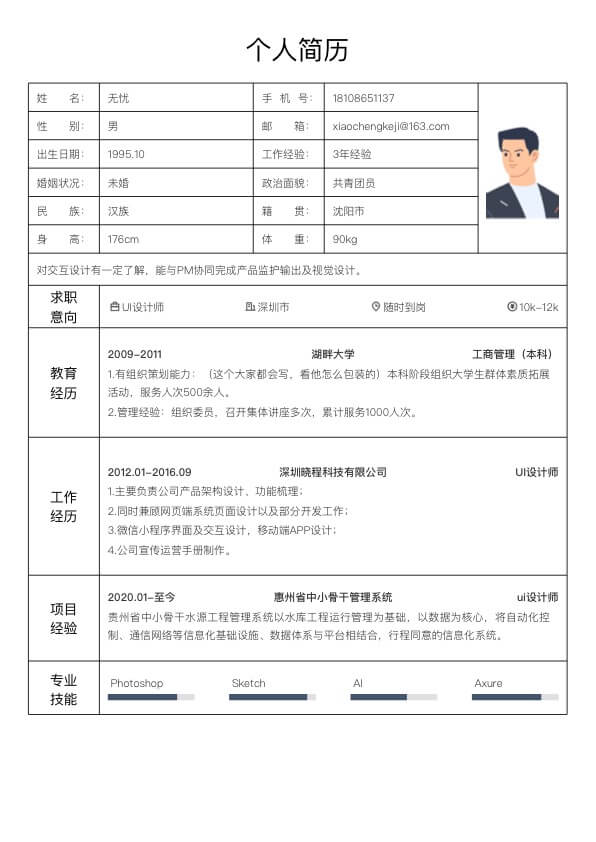 个人简历
姓名： 无忧 手机号： 18108651137
性别： 男 邮箱： xiaochengkeji@163.com
出生日期： 1995.10 工作经验： 3年经验
婚姻状况： 未婚 政治面貌： 共青团员
民族： 汉族 籍贯： 沈阳市
身高： 176cm 体重： 90kg
对交互设计有一定了解，能与PM协同完成产品监护输出及视觉设计。
求职
意向
UI设计师 深圳市 随时到岗 10k-12k
教育
经历
2009-2011 湖畔大学 工商管理（本科）
1.有组织策划能力：（这个大家都会写，看他怎么包装的）本科阶段组织大学生群体素质拓展
活动，服务人次500余人。
2.管理经验：组织委员，召开集体讲座多次，累计服务1000人次。
工作
经历
2012.01-2016.09 深圳晓程科技有限公司 UI设计师
1.主要负责公司产品架构设计、功能梳理；
2.同时兼顾网页端系统页面设计以及部分开发工作；
3.微信小程序界面及交互设计，移动端APP设计；
4.公司宣传运营手册制作。
项目
经验
2020.01-至今 惠州省中小骨干管理系统 ui设计师
贵州省中小骨干水源工程管理系统以水库工程运行管理为基础，以数据为核心，将自动化控
制、通信网络等信息化基础设施、数据体系与平台相结合，行程同意的信息化系统。
专业
技能
Photoshop Sketch AI Axure